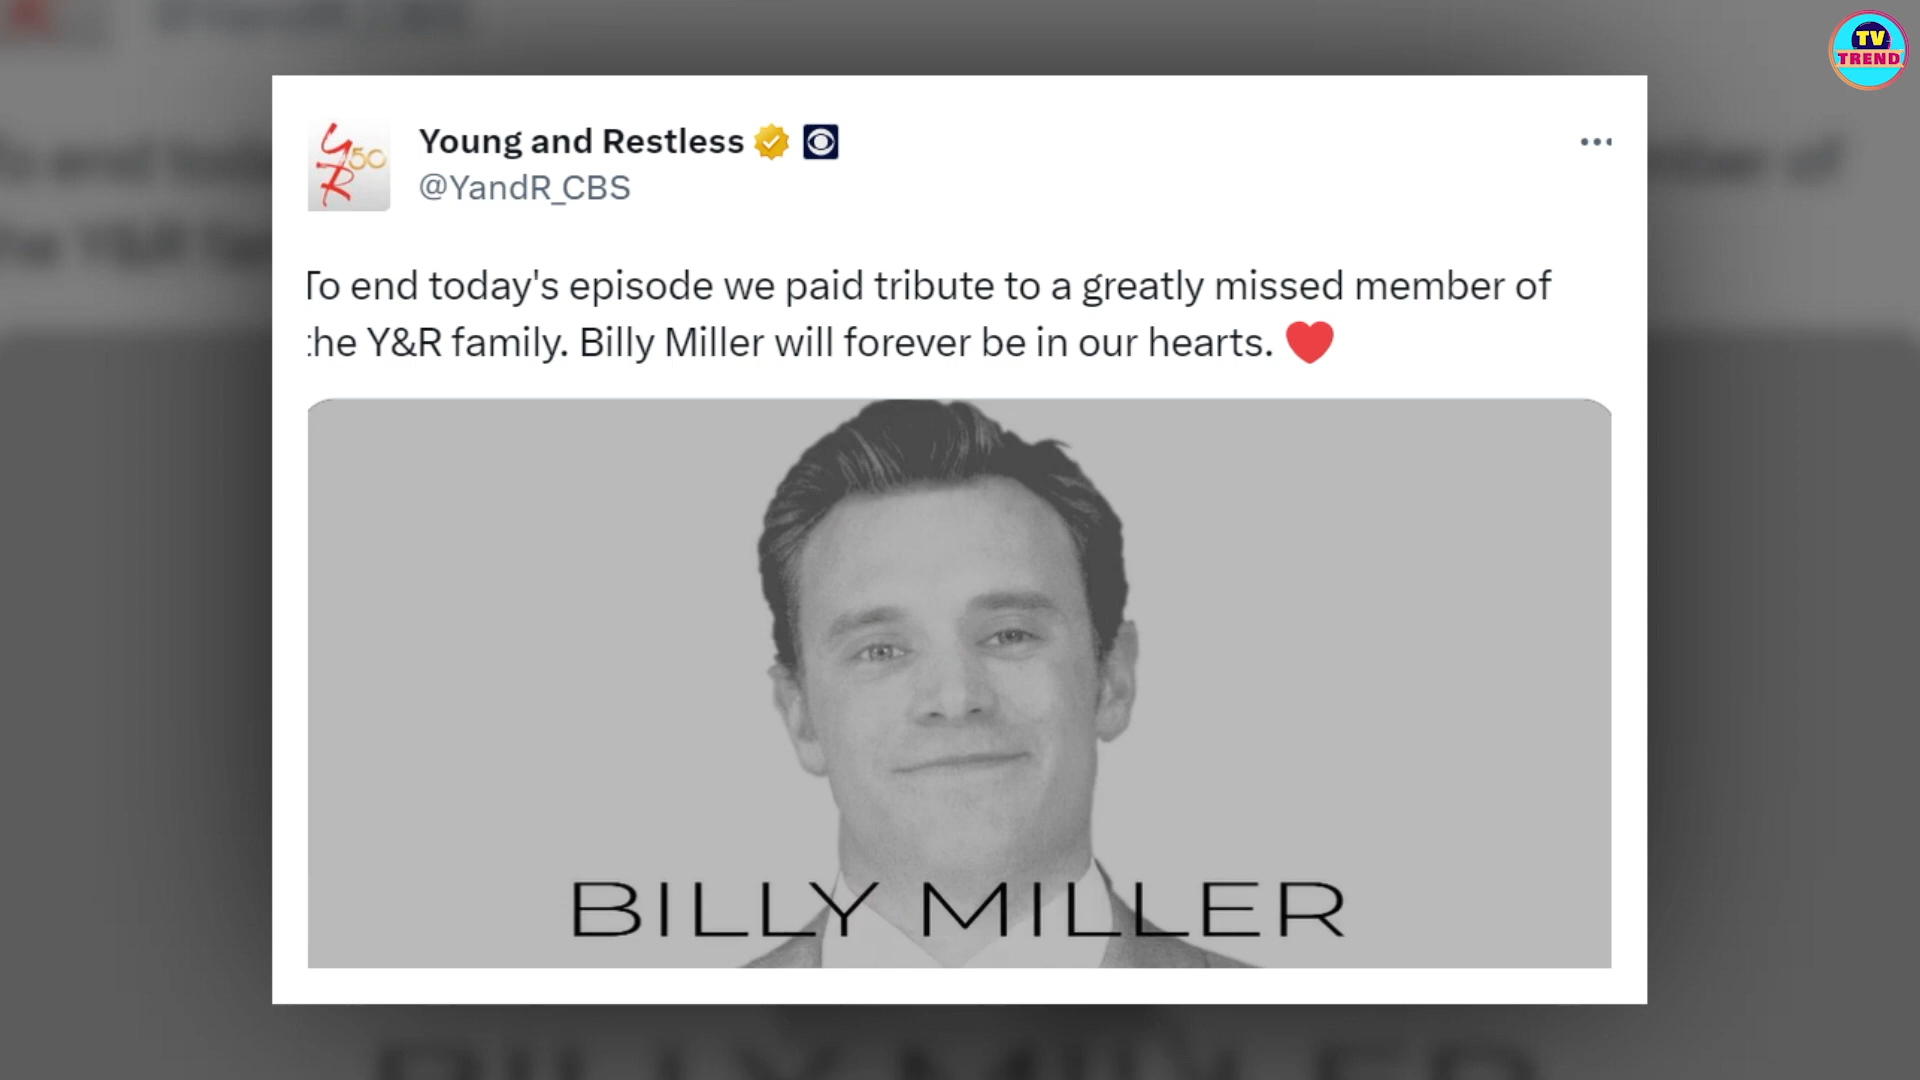 TV
TREND
Y&R 50
Young and Restless
@YandR_CBS
To end today's episode we paid tribute to a greatly missed member of
the Y&R family. Billy Miller will forever be in our hearts. ❤️
BILLY MILLER